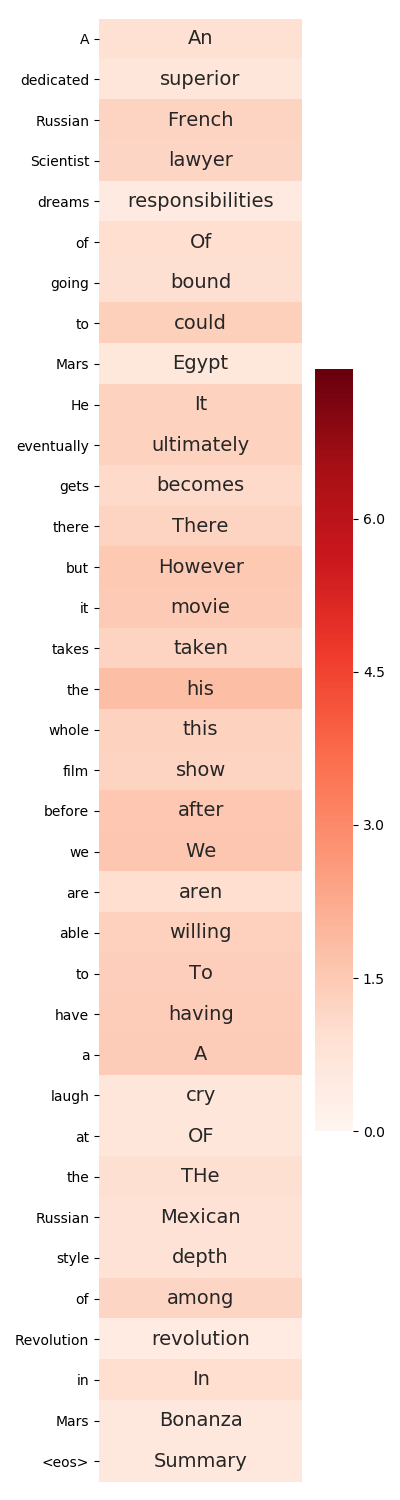 A An
dedicated superior
Russian French
Scientist lawyer
dreams responsibilities
of Of
going bound
to could
Mars Egypt
He It
eventually ultimately
gets becomes
there There
but However
it movie
takes taken
the his
whole this
film show
before after
we We
are aren
able willing
to To
have having
a A
laugh cry
at OF
the THe
Russian Mexican
style depth
of among
Revolution revolution
in In
Mars Bonanza
<eos> Summary
6.0
4.5
3.0
1.5
0.0